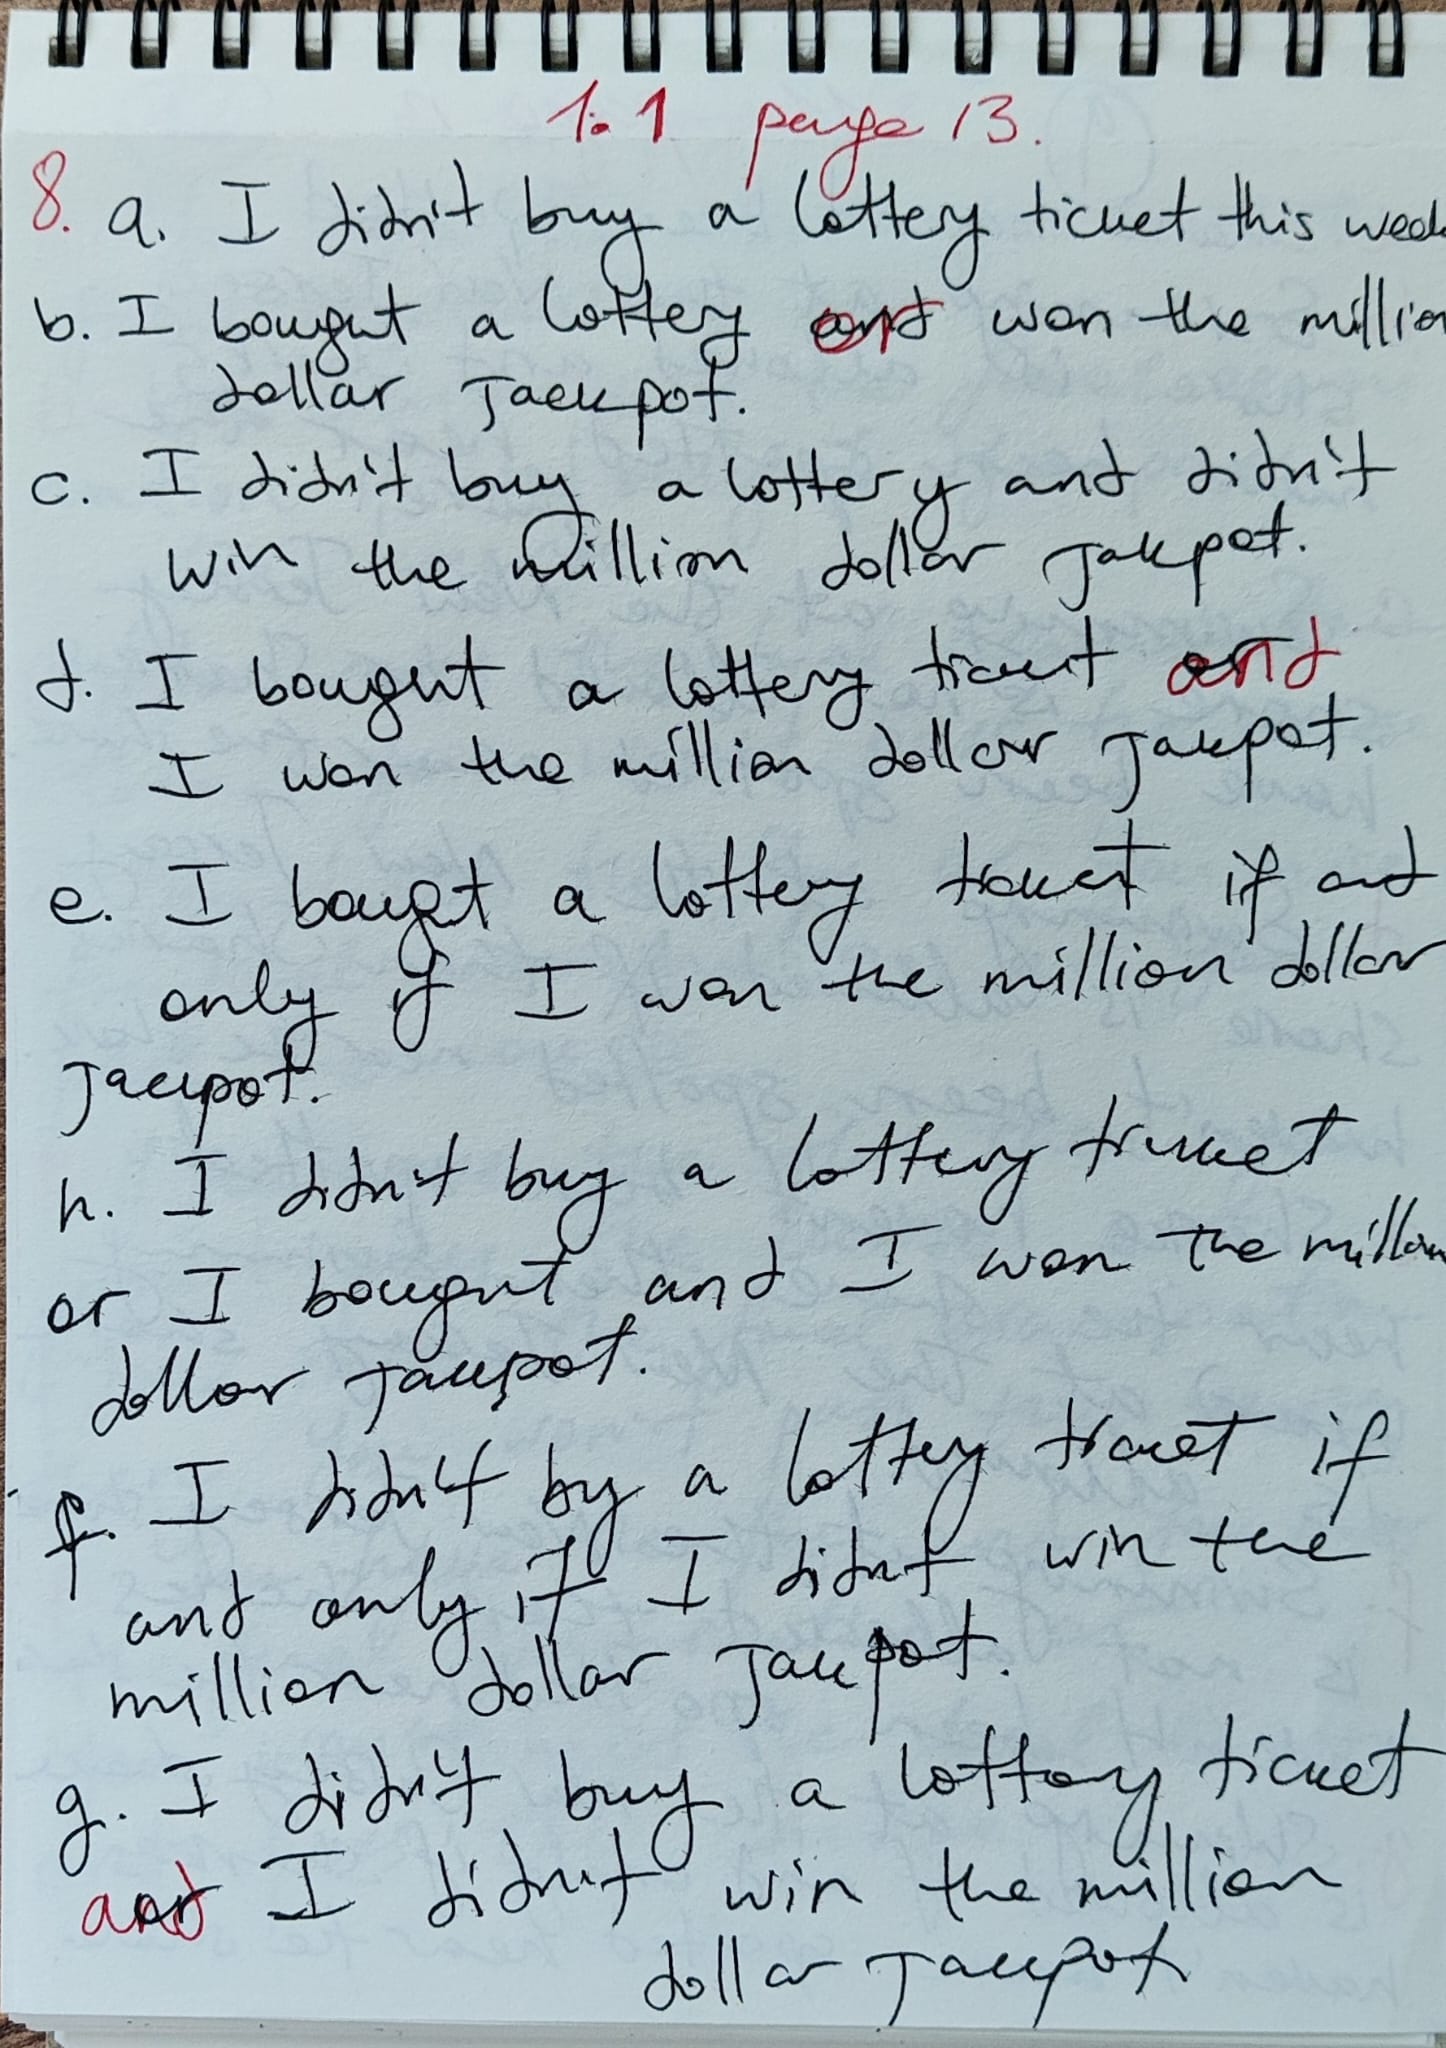 1.1 page 13.
8. a. I didn't buy a lottery ticket this week
b. I bought a lottery or won the million
dollar Jackpot.
c. I didn't buy a lottery and didn't
win the million dollar Jakpot.
d. I bought a lottery ticket and
I won the million dollar Jakpot.
e. I bought a lottery ticket if and
only if I won the million dollar
Jackpot.
h. I didn't buy a lottery ticket
or I bought and I won the million
dollar Jackpot.
f. I didn't by a lottery ticket if
and only if I didn't win the
million dollar Jackpot.
g. I didn't buy a lottery ticket
and I didn't win the million
dollar Jackpot